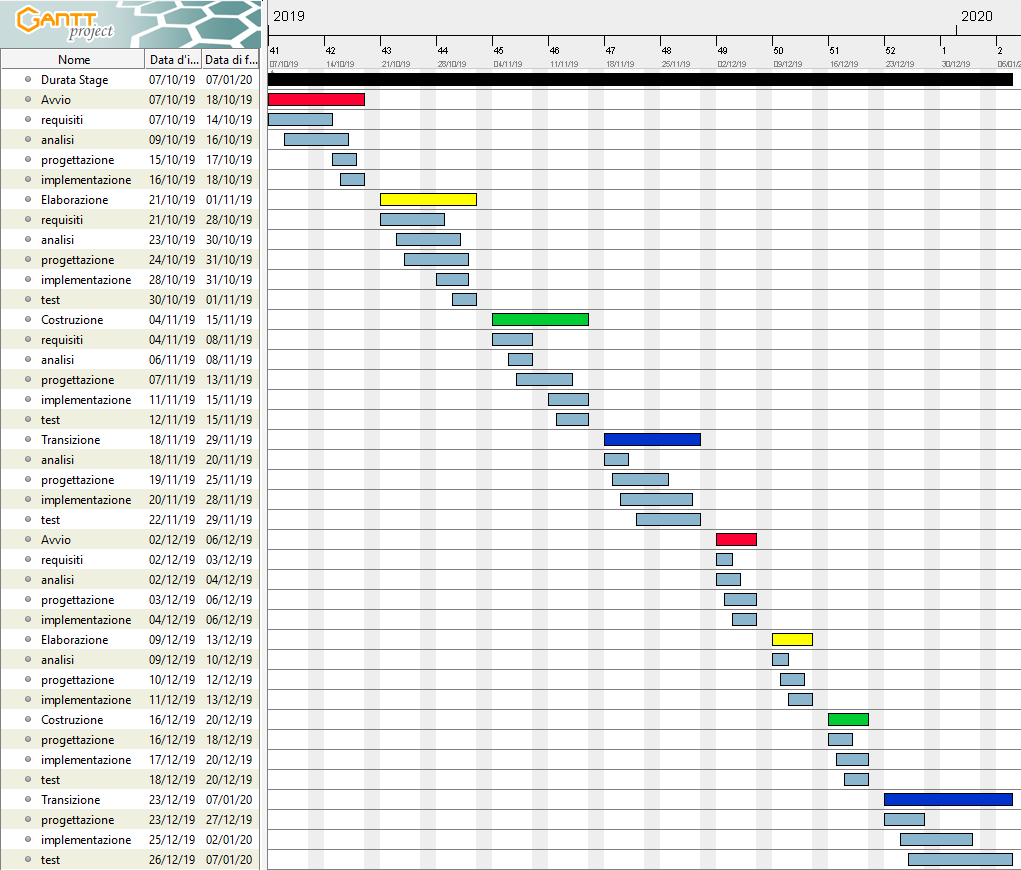 GANTT project
2019 2020
41 42 43 44 45 46 47 48 49 50 51 52 1 2
Nome Data d'i... Data di f...
07/10/19 14/10/19 21/10/19 28/10/19 04/11/19 11/11/19 18/11/19 25/11/19 02/12/19 09/12/19 16/12/19 23/12/19 30/12/19
Durata Stage 07/10/19 07/01/20
Avvio 07/10/19 18/10/19
requisiti 07/10/19 14/10/19
analisi 09/10/19 16/10/19
progettazione 15/10/19 17/10/19
implementazione 16/10/19 18/10/19
Elaborazione 21/10/19 01/11/19
requisiti 21/10/19 28/10/19
analisi 23/10/19 30/10/19
progettazione 24/10/19 31/10/19
implementazione 28/10/19 31/10/19
test 30/10/19 01/11/19
Costruzione 04/11/19 15/11/19
requisiti 04/11/19 08/11/19
analisi 06/11/19 08/11/19
progettazione 07/11/19 13/11/19
implementazione 11/11/19 15/11/19
test 12/11/19 15/11/19
Transizione 18/11/19 29/11/19
analisi 18/11/19 20/11/19
progettazione 19/11/19 25/11/19
implementazione 20/11/19 28/11/19
test 22/11/19 29/11/19
Avvio 02/12/19 06/12/19
requisiti 02/12/19 03/12/19
analisi 02/12/19 04/12/19
progettazione 03/12/19 06/12/19
implementazione 04/12/19 06/12/19
Elaborazione 09/12/19 13/12/19
analisi 09/12/19 10/12/19
progettazione 10/12/19 12/12/19
implementazione 11/12/19 13/12/19
Costruzione 16/12/19 20/12/19
progettazione 16/12/19 18/12/19
implementazione 17/12/19 20/12/19
test 18/12/19 20/12/19
Transizione 23/12/19 07/01/20
progettazione 23/12/19 27/12/19
implementazione 25/12/19 02/01/20
test 26/12/19 07/01/20